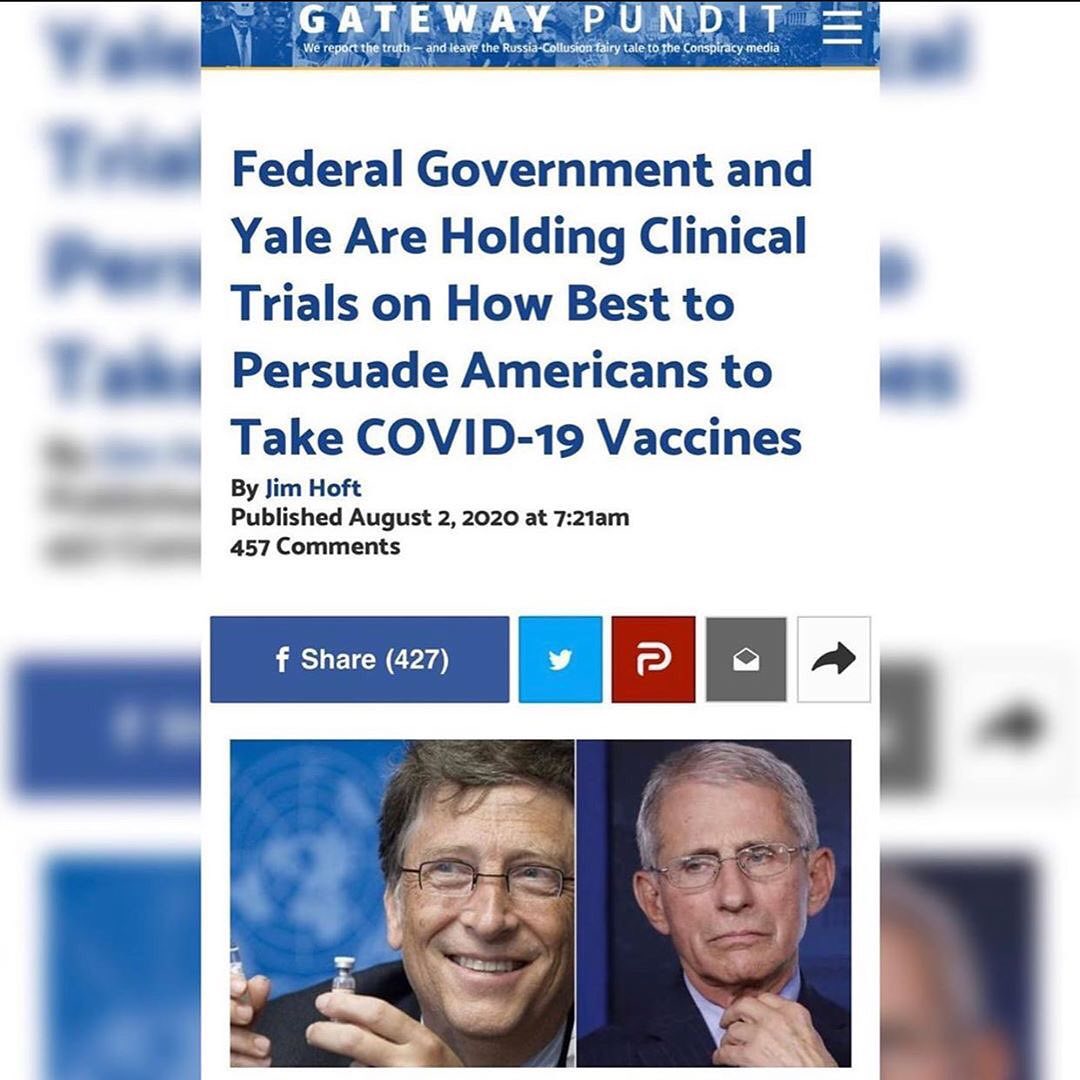 GATEWAY PUNDIT
We report the truth — and leave the Russia-Collusion fairy tale to the Conspiracy media
Federal Government and
Yale Are Holding Clinical
Trials on How Best to
Persuade Americans to
Take COVID-19 Vaccines
By Jim Hoft
Published August 2, 2020 at 7:21am
457 Comments
f Share (427)